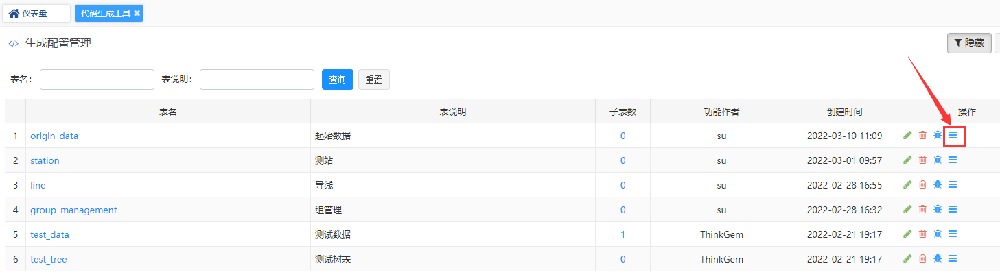 仪表盘 代码生成工具
生成配置管理 隐藏
表名： 表说明： 查询 重置
表名 表说明 子表数 功能作者 创建时间 操作
1 origin_data 起始数据 0 su 2022-03-10 11:09
2 station 测站 0 su 2022-03-01 09:57
3 line 导线 0 su 2022-02-28 16:55
4 group_management 组管理 0 su 2022-02-28 16:32
5 test_data 测试数据 1 ThinkGem 2022-02-21 19:17
6 test_tree 测试树表 0 ThinkGem 2022-02-21 19:17